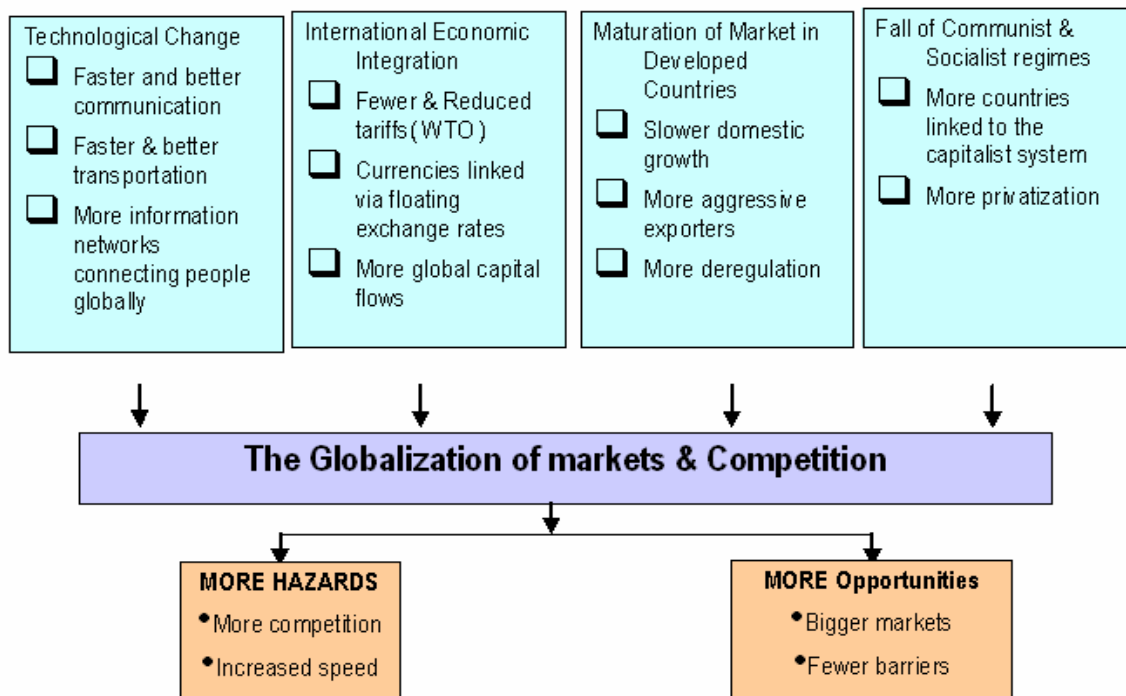 Technological Change
❑ Faster and better
communication
❑ Faster & better
transportation
❑ More information
networks
connecting people
globally
International Economic
Integration
❑ Fewer & Reduced
tariffs( WTO )
❑ Currencies linked
via floating
exchange rates
❑ More global capital
flows
Maturation of Market in
Developed
Countries
❑ Slower domestic
growth
❑ More aggressive
exporters
❑ More deregulation
Fall of Communist &
Socialist regimes
❑ More countries
linked to the
capitalist system
❑ More privatization
The Globalization of markets & Competition
MORE HAZARDS
•More competition
•Increased speed
MORE Opportunities
•Bigger markets
•Fewer barriers